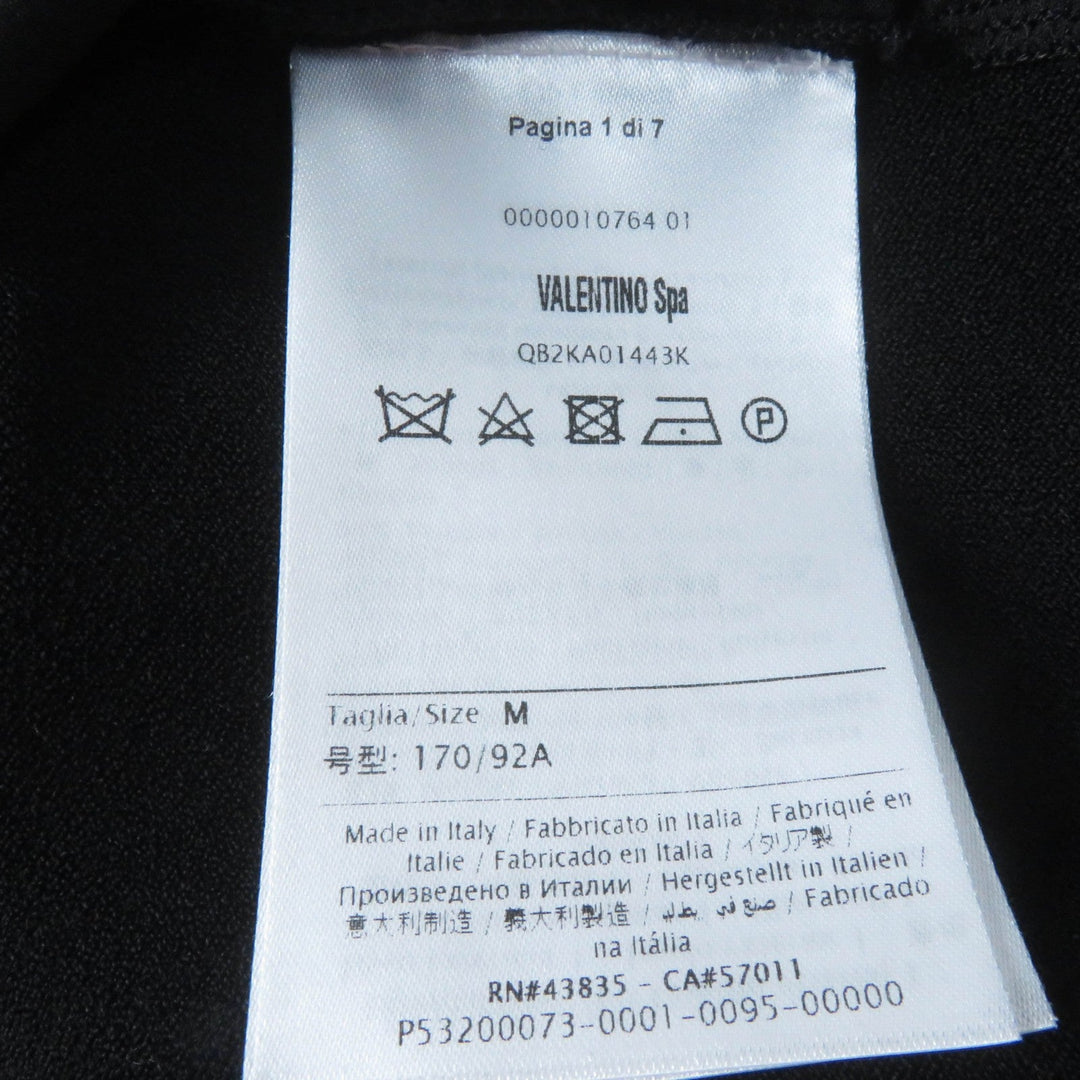 Pagina 1 di 7
0000010764 01
VALENTINO Spa
QB2KA01443K
P
Taglia/Size M
号型: 170/92A
Made in Italy / Fabbricato in Italia / Fabriqué en
Italie / Fabricado en Italia / イタリア製 /
Произведено в Италии / Hergestellt in Italien /
意大利制造 / 義大利製造 / صنع في يطاليا / Fabricado
na Itália
RN#43835 - CA#57011
P53200073-0001-0095-00000